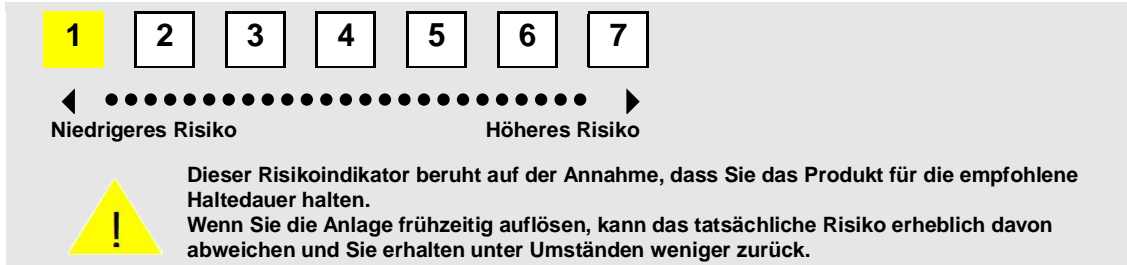 1 2 3 4 5 6 7
Niedrigeres Risiko Höheres Risiko
Dieser Risikoindikator beruht auf der Annahme, dass Sie das Produkt für die empfohlene
Haltedauer halten.
Wenn Sie die Anlage frühzeitig auflösen, kann das tatsächliche Risiko erheblich davon
abweichen und Sie erhalten unter Umständen weniger zurück.
!